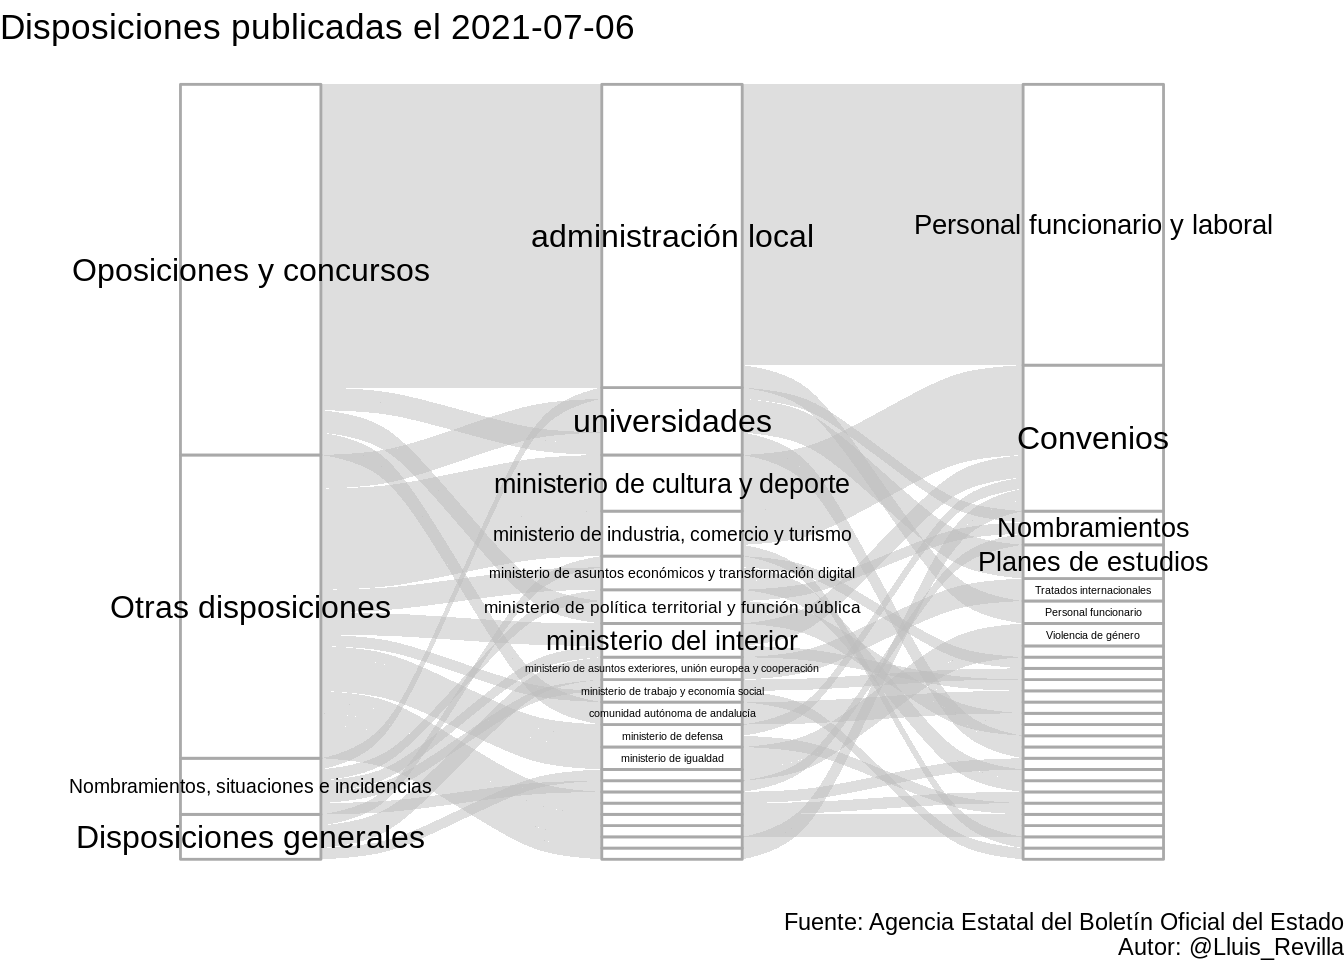 Disposiciones publicadas el 2021-07-06
Oposiciones y concursos
Otras disposiciones
Nombramientos, situaciones e incidencias
Disposiciones generales
administración local
universidades
ministerio de cultura y deporte
ministerio de industria, comercio y turismo
ministerio de asuntos económicos y transformación digital
ministerio de política territorial y función pública
ministerio del interior
ministerio de asuntos exteriores, unión europea y cooperación
ministerio de trabajo y economía social
comunidad autónoma de andalucía
ministerio de defensa
ministerio de igualdad
Personal funcionario y laboral
Convenios
Nombramientos
Planes de estudios
Tratados internacionales
Personal funcionario
Violencia de género
Fuente: Agencia Estatal del Boletín Oficial del Estado
Autor: @Lluis_Revilla